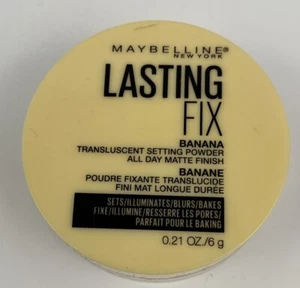 MAYBELLINE®
NEW YORK
LASTING
FIX
BANANA
TRANSLUSCENT SETTING POWDER
ALL DAY MATTE FINISH
BANANE
POUDRE FIXANTE TRANSLUCIDE
FINI MAT LONGUE DURÉE
SETS/ILLUMINATES/BLURS/BAKES
FIXE/ILLUMINE/RESSERRE LES PORES/
PARFAIT POUR LE BAKING
0.21 OZ./6 g